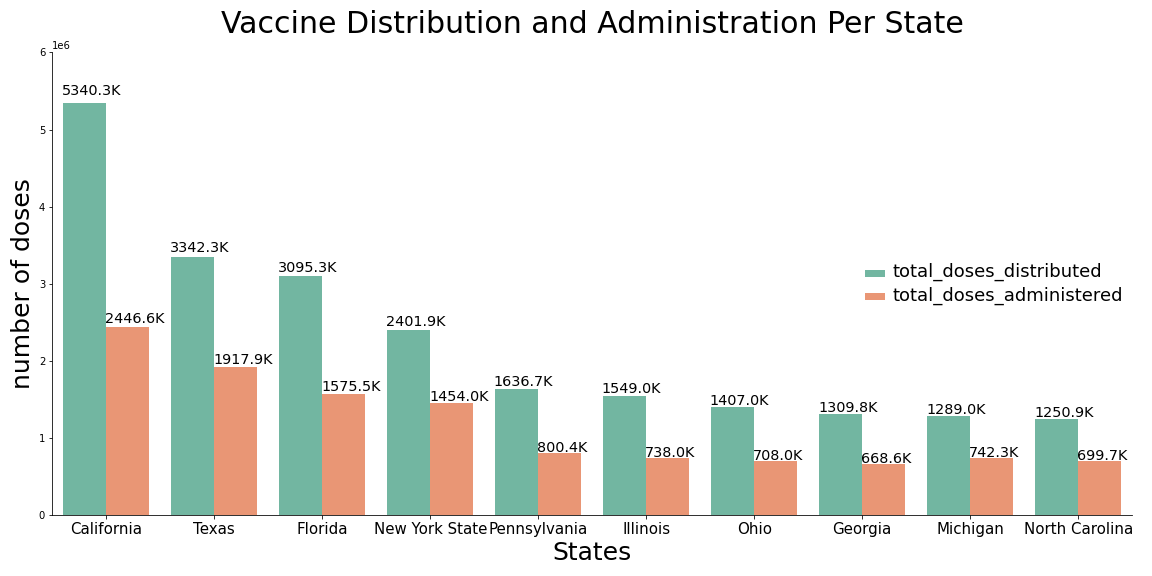 Vaccine Distribution and Administration Per State
1e6
6
5
4
3
2
1
0
number of doses
5340.3K
2446.6K
3342.3K
1917.9K
3095.3K
1575.5K
2401.9K
1454.0K
1636.7K
800.4K
1549.0K
738.0K
1407.0K
708.0K
1309.8K
668.6K
1289.0K
742.3K
1250.9K
699.7K
total_doses_distributed
total_doses_administered
California Texas Florida New York State Pennsylvania Illinois Ohio Georgia Michigan North Carolina
States